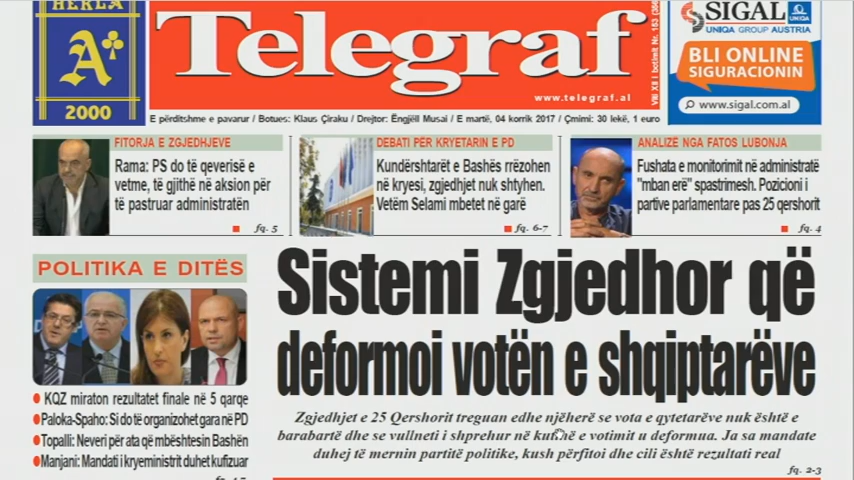 HEKLA
A
2000
Telegraf
www.telegraf.al
SIGAL
UNIQA
UNIQA GROUP AUSTRIA
BLI ONLINE
SIGURACIONIN
www.sigal.com.al
E përditshme e pavarur / Botues: Klaus Çiraku / Drejtor: Ëngjëll Musai / E martë, 04 korrik 2017 / Çmimi: 30 lekë, 1 euro
FITORJA E ZGJEDHJEVE
Rama: PS do të qeverisë e
vetme, të gjithë në aksion për
të pastruar administratën
fq. 5
DEBATI PËR KRYETARIN E PD
Kundërshtarët e Bashës rrëzohen
në kryesi, zgjedhjet nuk shtyhen.
Vetëm Selami mbetet në garë
fq. 6-7
ANALIZË NGA FATOS LUBONJA
Fushata e monitorimit në administratë
"mban erë" spastrimesh. Pozicioni i
partive parlamentare pas 25 qershorit
fq. 4
POLITIKA E DITËS
KQZ miraton rezultatet finale në 5 qarqe
Paloka-Spaho: Si do të organizohet gara në PD
Topalli: Neveri për ata që mbështesin Bashën
Manjani: Mandati i kryeministrit duhet kufizuar
Sistemi Zgjedhor që
deformoi votën e shqiptarëve
Zgjedhjet e 25 Qershorit treguan edhe njëherë se vota e qytetarëve nuk është e
barabartë dhe se vullneti i shprehur në e votimit u deformua. Ja sa mandate
duhej të mernin partitë politike, kush përfitoi dhe cili është rezultati real
fq. 2-3